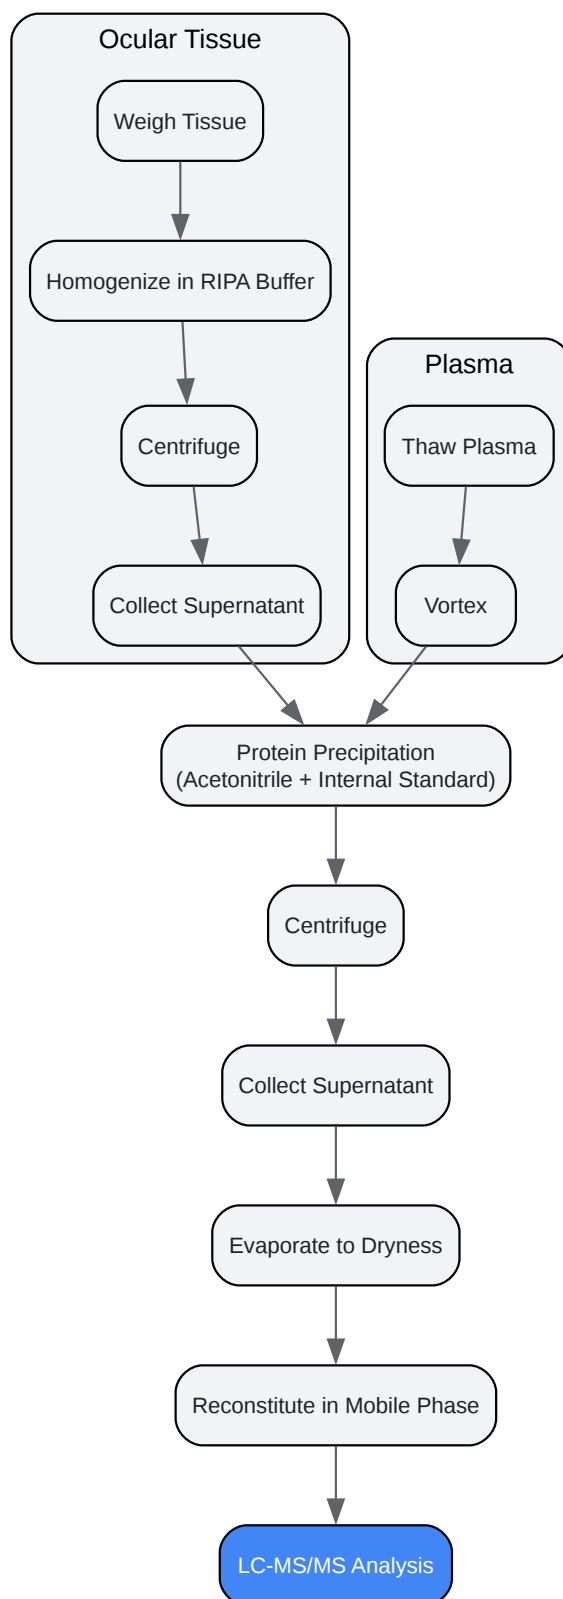 Ocular Tissue
Weigh Tissue
Homogenize in RIPA Buffer
Centrifuge
Collect Supernatant
Plasma
Thaw Plasma
Vortex
Protein Precipitation
(Acetonitrile + Internal Standard)
Centrifuge
Collect Supernatant
Evaporate to Dryness
Reconstitute in Mobile Phase
LC-MS/MS Analysis